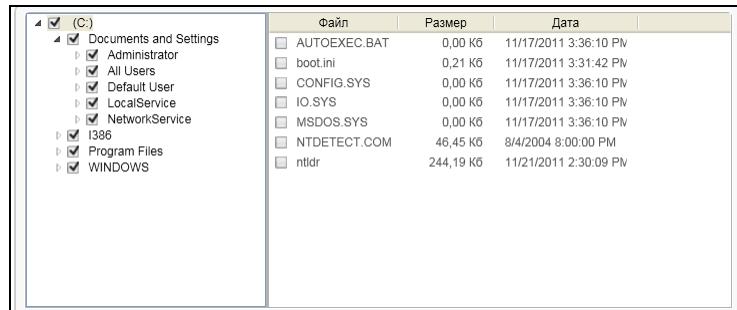 (C:)
Documents and Settings
Administrator
All Users
Default User
LocalService
NetworkService
I386
Program Files
WINDOWS
Файл Размер Дата
AUTOEXEC.BAT 0,00 Кб 11/17/2011 3:36:10 PM
boot.ini 0,21 Кб 11/17/2011 3:31:42 PM
CONFIG.SYS 0,00 Кб 11/17/2011 3:36:10 PM
IO.SYS 0,00 Кб 11/17/2011 3:36:10 PM
MSDOS.SYS 0,00 Кб 11/17/2011 3:36:10 PM
NTDETECT.COM 46,45 Кб 8/4/2004 8:00:00 PM
ntldr 244,19 Кб 11/21/2011 2:30:09 PM